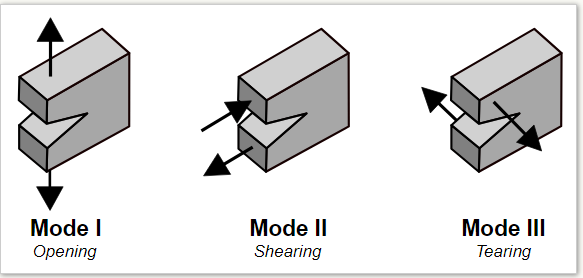 Mode I
Opening
Mode II
Shearing
Mode III
Tearing